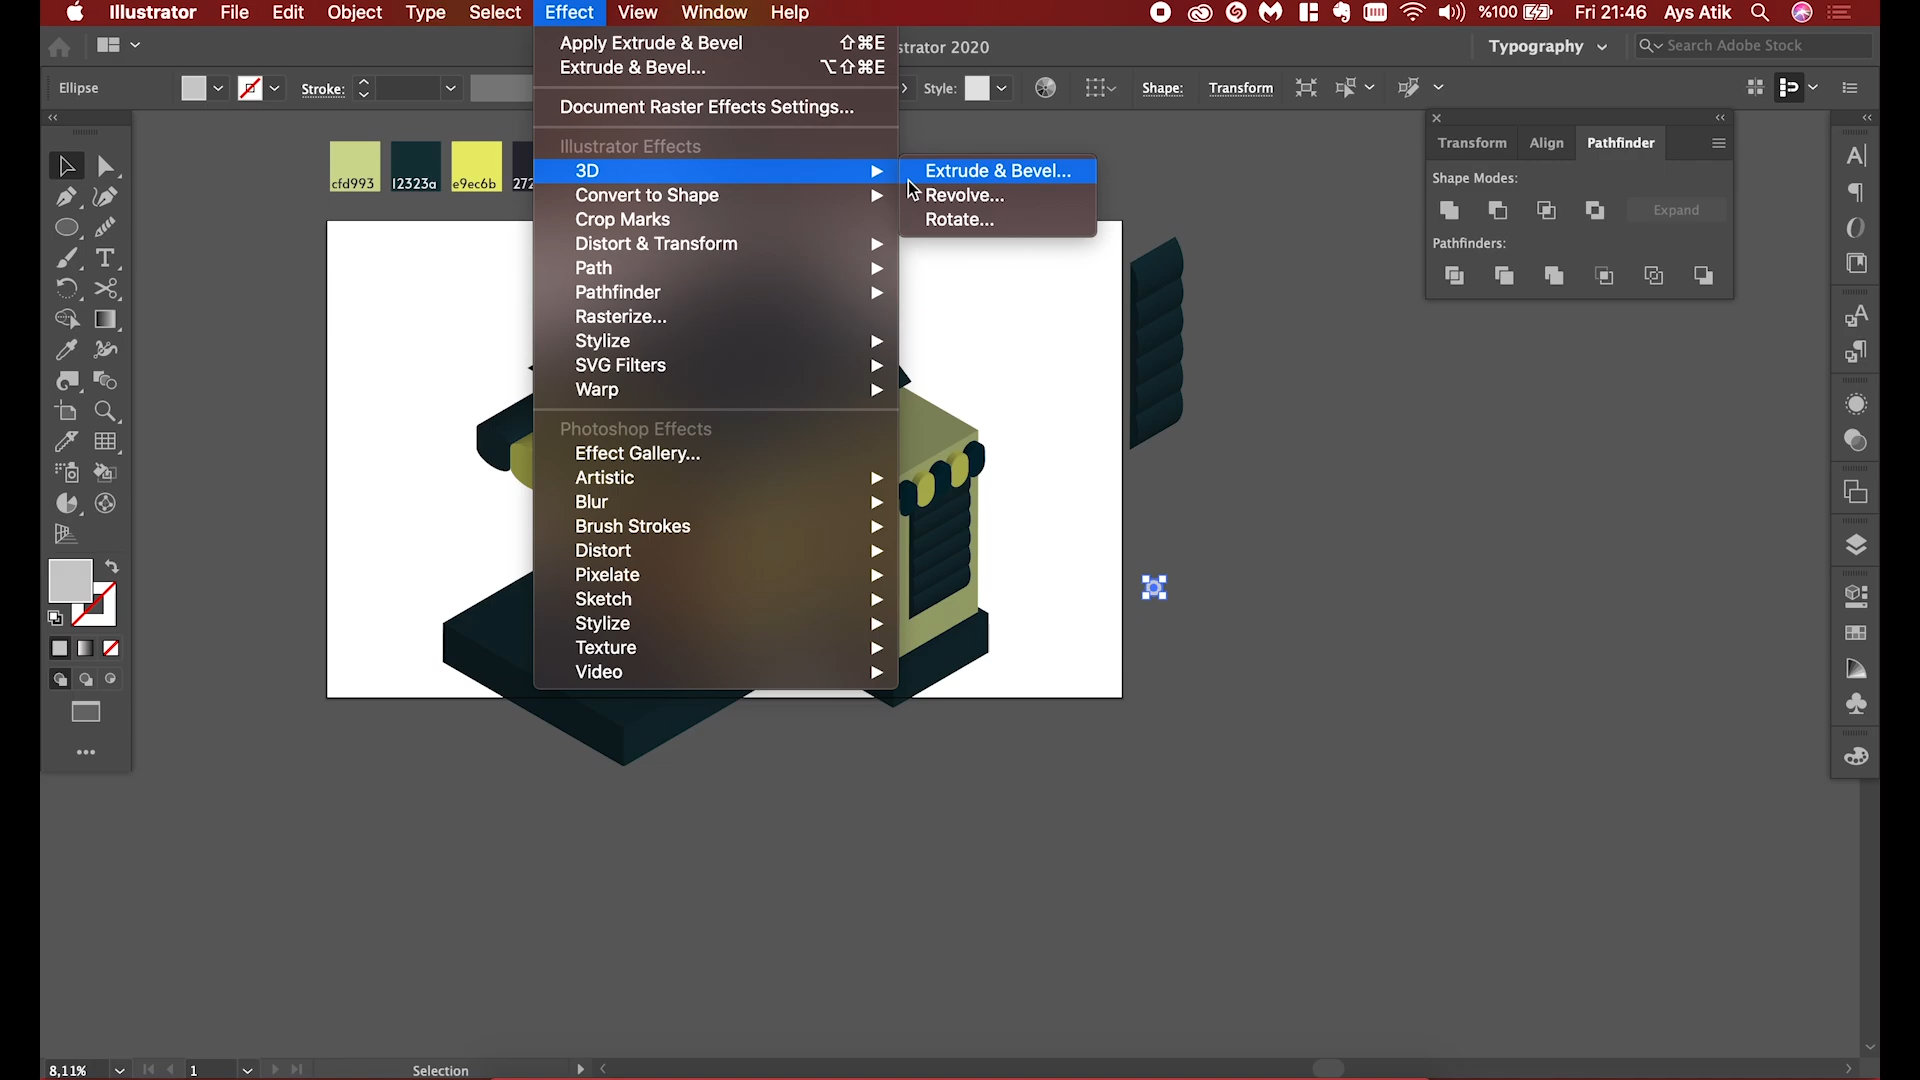 Illustrator File Edit Object Type Select Effect View Window Help %100 Fri 21:46 Ays Atik
strator 2020
Typography
Search Adobe Stock
Ellipse Stroke: Style: Shape: Transform
Apply Extrude & Bevel ⇧⌘E
Extrude & Bevel... ⌥⇧⌘E
Document Raster Effects Settings...
Illustrator Effects
3D
Convert to Shape
Crop Marks
Distort & Transform
Path
Pathfinder
Rasterize...
Stylize
SVG Filters
Warp
Photoshop Effects
Effect Gallery...
Artistic
Blur
Brush Strokes
Distort
Pixelate
Sketch
Stylize
Texture
Video
Extrude & Bevel...
Revolve...
Rotate...
cfd993 12323a e9ec6b 272
Transform Align Pathfinder
Shape Modes:
Expand
Pathfinders:
8,11% 1 Selection